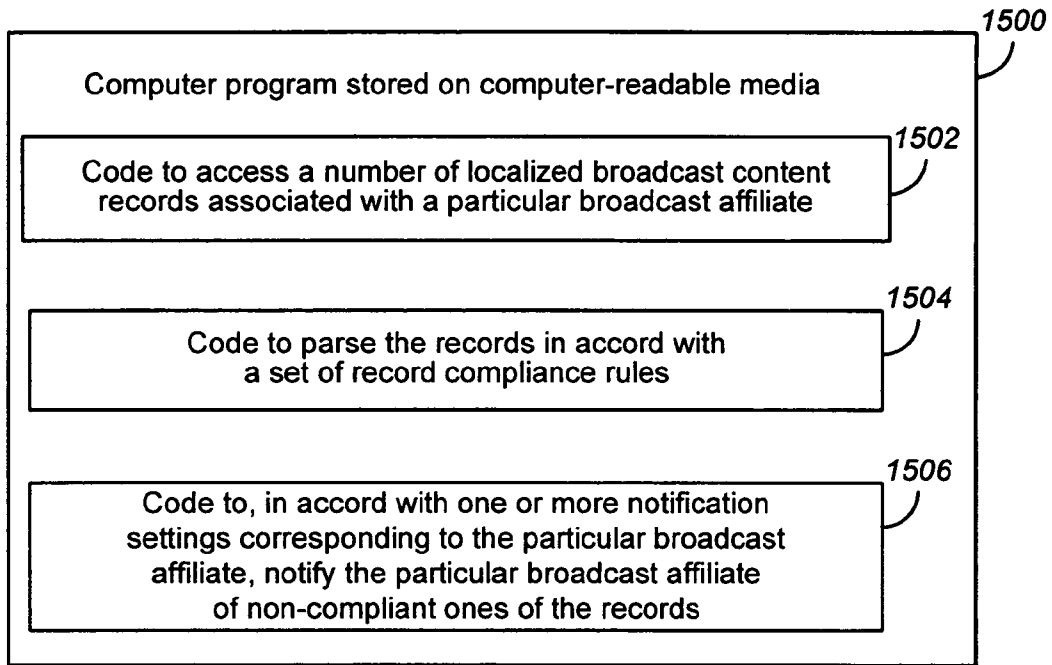 1500
Computer program stored on computer-readable media
1502
Code to access a number of localized broadcast content
records associated with a particular broadcast affiliate
1504
Code to parse the records in accord with
a set of record compliance rules
1506
Code to, in accord with one or more notification
settings corresponding to the particular broadcast
affiliate, notify the particular broadcast affiliate
of non-compliant ones of the records